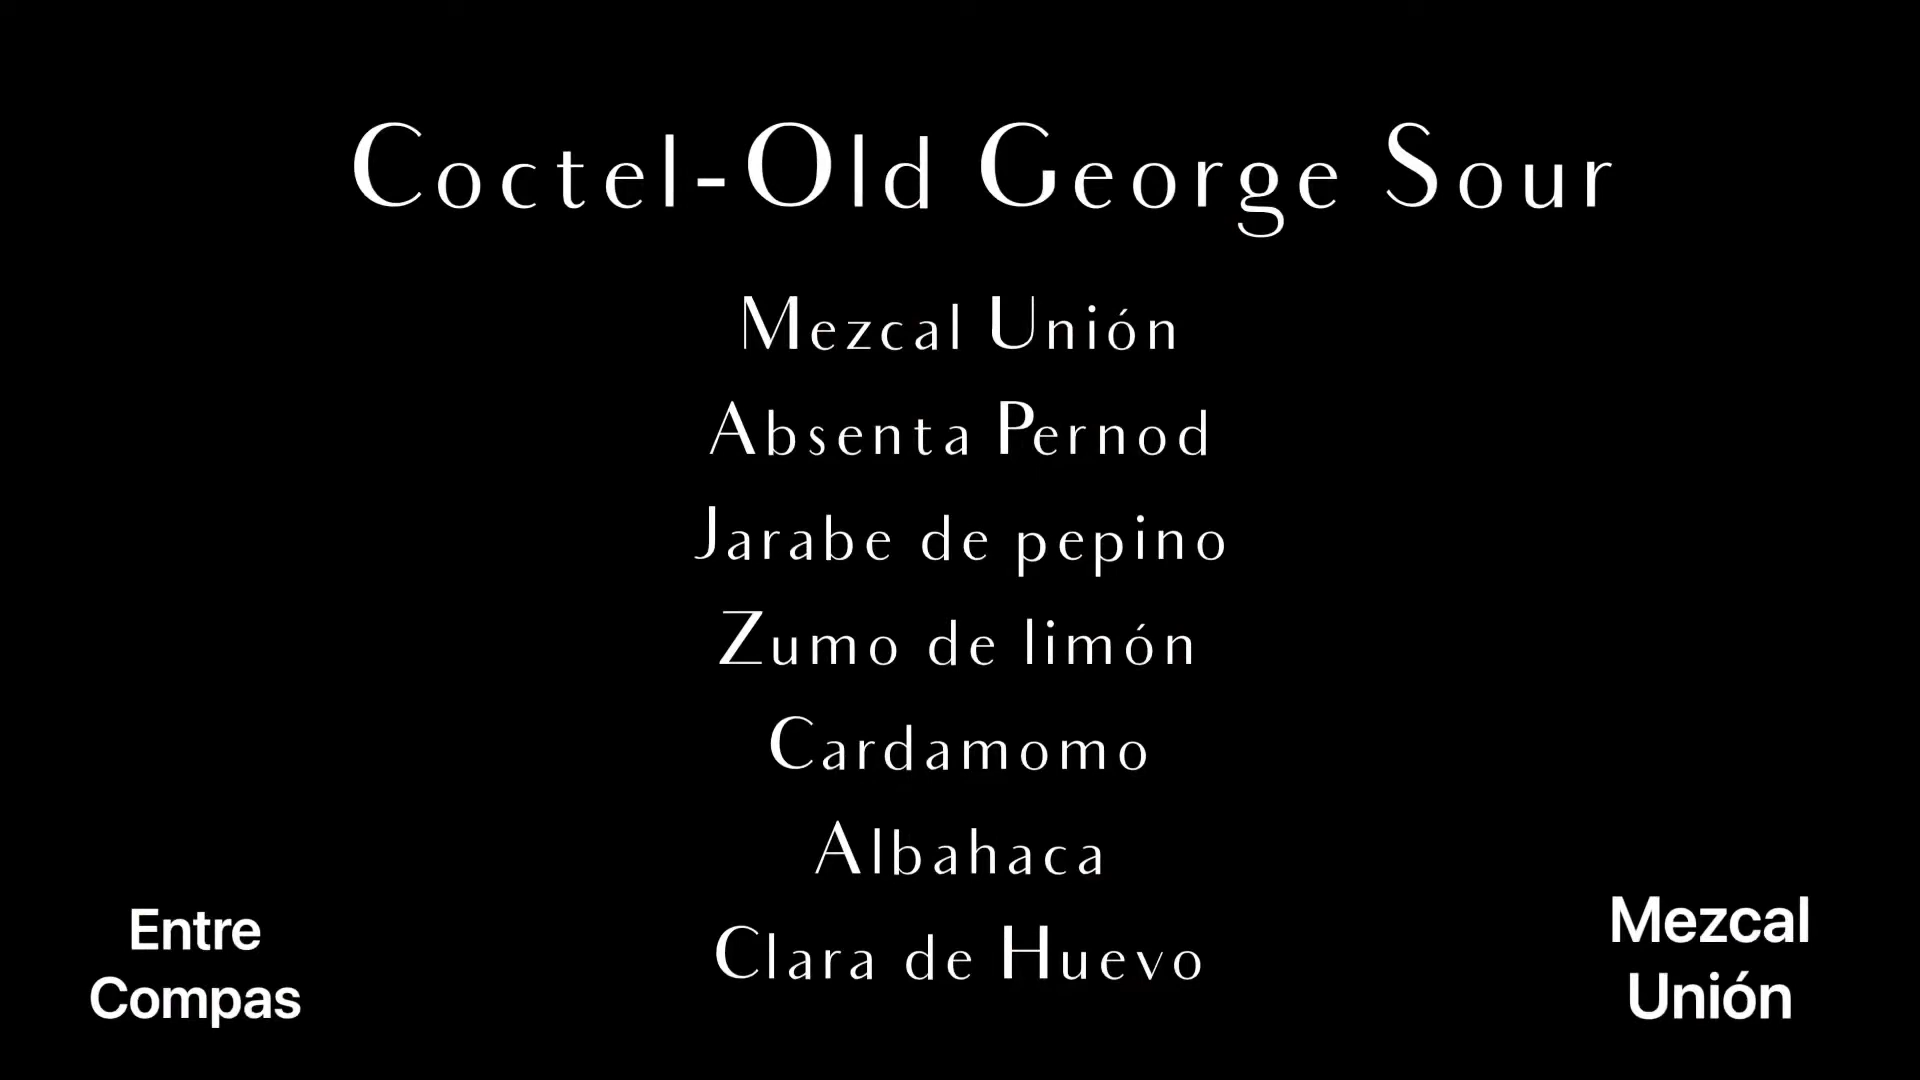 Coctel-Old George Sour
Mezcal Unión
Absenta Pernod
Jarabe de pepino
Zumo de limón
Cardamomo
Albahaca
Clara de Huevo
Entre
Compas
Mezcal
Unión